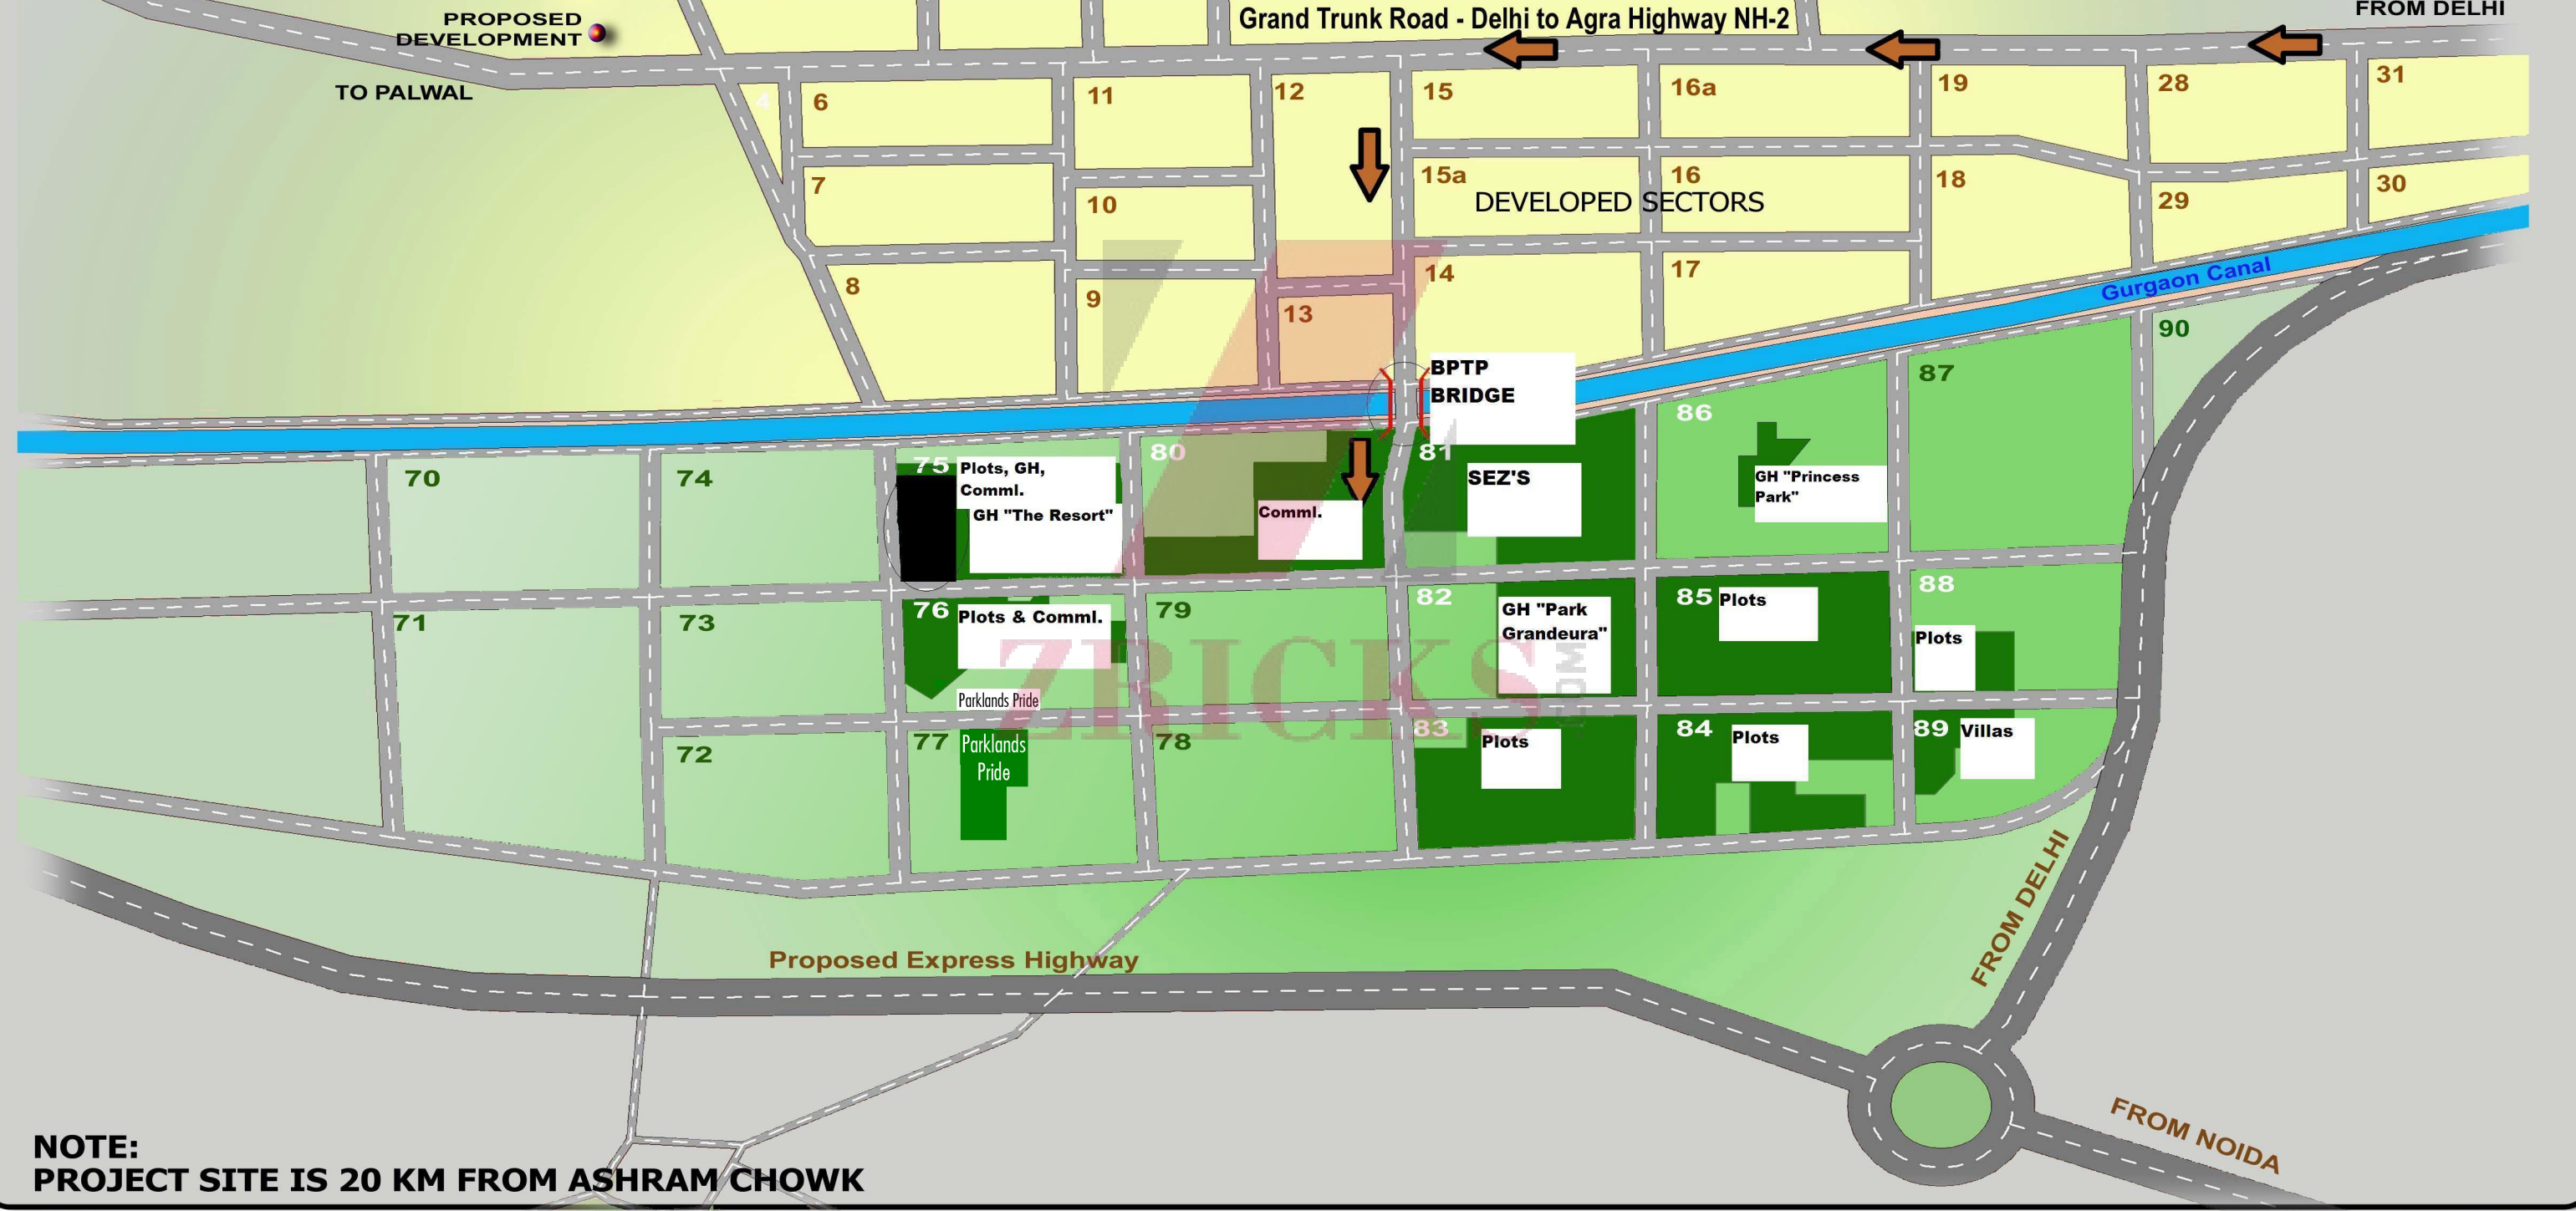 PROPOSED
DEVELOPMENT
Grand Trunk Road - Delhi to Agra Highway NH-2
FROM DELHI
TO PALWAL
4
6
11
12
15
16a
19
28
31
7
10
15a
16
18
29
30
DEVELOPED SECTORS
8
9
13
14
17
Gurgaon Canal
90
BPTP
BRIDGE
87
86
70
74
75
Plots, GH,
Comml.
GH "The Resort"
80
Comml.
81
SEZ'S
GH "Princess
Park"
71
73
76
Plots & Comml.
Parklands Pride
79
82
GH "Park
Grandeura"
85
Plots
88
Plots
ZRICKS
.COM
72
77
Parklands
Pride
78
83
Plots
84
Plots
89
Villas
Proposed Express Highway
FROM DELHI
FROM NOIDA
NOTE:
PROJECT SITE IS 20 KM FROM ASHRAM CHOWK